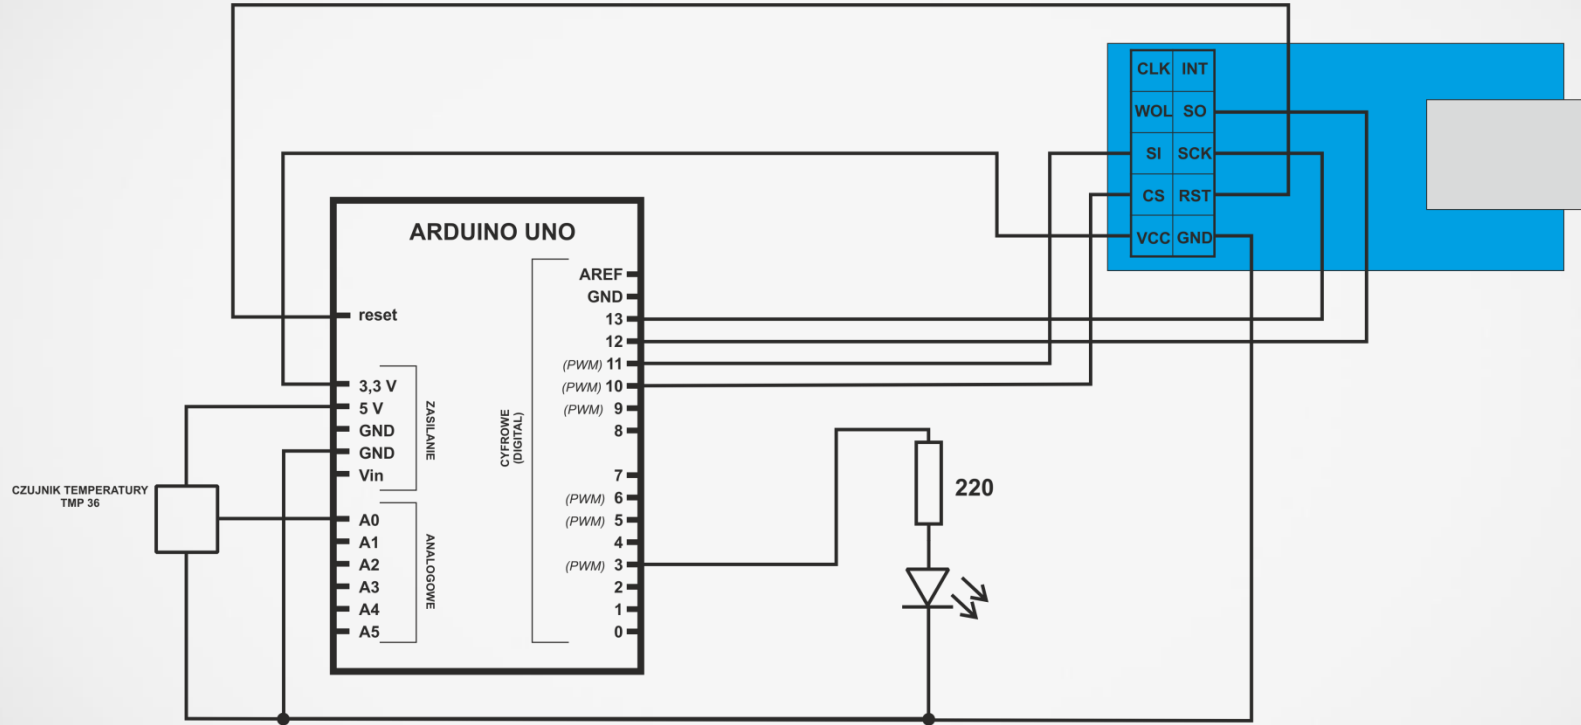 CLK INT
WOL SO
SI SCK
CS RST
VCC GND
ARDUINO UNO
reset
3,3 V
5 V
GND
GND
Vin
ZASILANIE
A0
A1
A2
A3
A4
A5
ANALOGOWE
CYFROWE
(DIGITAL)
AREF
GND
13
12
(PWM) 11
(PWM) 10
(PWM) 9
8
7
(PWM) 6
(PWM) 5
4
(PWM) 3
2
1
0
CZUJNIK TEMPERATURY
TMP 36
220